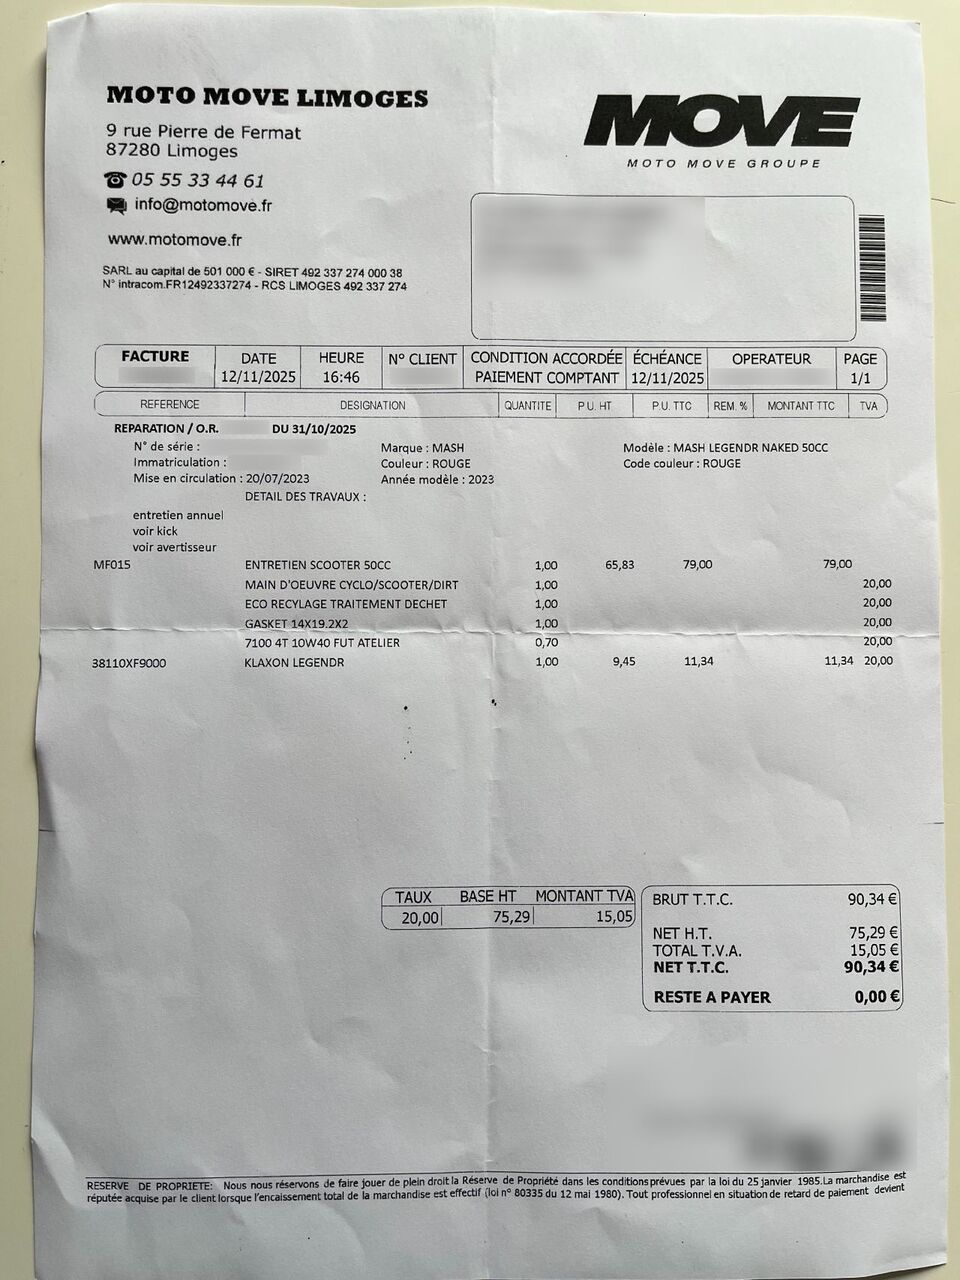 MOTO MOVE LIMOGES
9 rue Pierre de Fermat
87280 Limoges
05 55 33 44 61
info@motomove.fr
www.motomove.fr
SARL au capital de 501 000 € - SIRET 492 337 274 000 38
N° intracom.FR12492337274 - RCS LIMOGES 492 337 274
MOVE
MOTO MOVE GROUPE
FACTURE DATE HEURE N° CLIENT CONDITION ACCORDÉE ÉCHÉANCE OPERATEUR PAGE
12/11/2025 16:46 PAIEMENT COMPTANT 12/11/2025 1/1
REFERENCE DESIGNATION QUANTITE P.U. HT P.U. TTC REM. % MONTANT TTC TVA
REPARATION / O.R. DU 31/10/2025
N° de série : Marque : MASH Modèle : MASH LEGENDR NAKED 50CC
Immatriculation : Couleur : ROUGE Code couleur : ROUGE
Mise en circulation : 20/07/2023 Année modèle : 2023
DETAIL DES TRAVAUX :
entretien annuel
voir kick
voir avertisseur
MF015 ENTRETIEN SCOOTER 50CC 1,00 65,83 79,00 79,00
MAIN D'OEUVRE CYCLO/SCOOTER/DIRT 1,00 20,00
ECO RECYLAGE TRAITEMENT DECHET 1,00 20,00
GASKET 14X19.2X2 1,00 20,00
7100 4T 10W40 FUT ATELIER 0,70 20,00
38110XF9000 KLAXON LEGENDR 1,00 9,45 11,34 11,34 20,00
TAUX BASE HT MONTANT TVA
20,00 75,29 15,05
BRUT T.T.C. 90,34 €
NET H.T. 75,29 €
TOTAL T.V.A. 15,05 €
NET T.T.C. 90,34 €
RESTE A PAYER 0,00 €
RESERVE DE PROPRIETE: Nous nous réservons de faire jouer de plein droit la Réserve de Propriété dans les conditions prévues par la loi du 25 janvier 1985.La marchandise est
réputée acquise par le client lorsque l'encaissement total de la marchandise est effectif (loi n° 80335 du 12 mai 1980). Tout professionnel en situation de retard de paiement devient